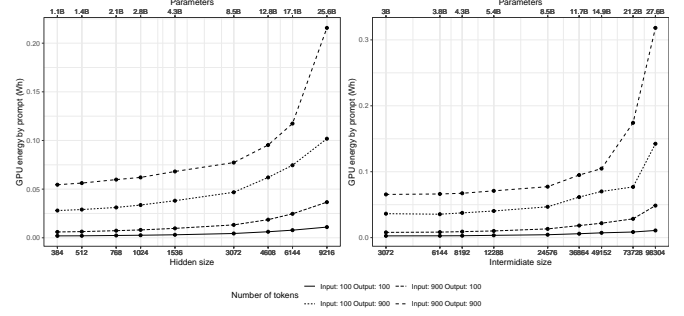 Parameters
1.1B 1.4B 2.1B 2.8B 4.3B 8.5B 12.8B 17.1B 25.6B
0.20
0.15
0.10
0.05
0.00
GPU energy by prompt (Wh)
384 512 768 1024 1536 3072 4608 6144 9216
Hidden size
Parameters
3B 3.8B 4.3B 5.4B 8.5B 11.7B 14.9B 21.2B 27.6B
0.3
0.2
0.1
0.0
GPU energy by prompt (Wh)
3072 6144 8192 12288 24576 36864 49152 73728 98304
Intermidiate size
Number of tokens
Input: 100 Output: 100 Input: 900 Output: 100
Input: 100 Output: 900 Input: 900 Output: 900